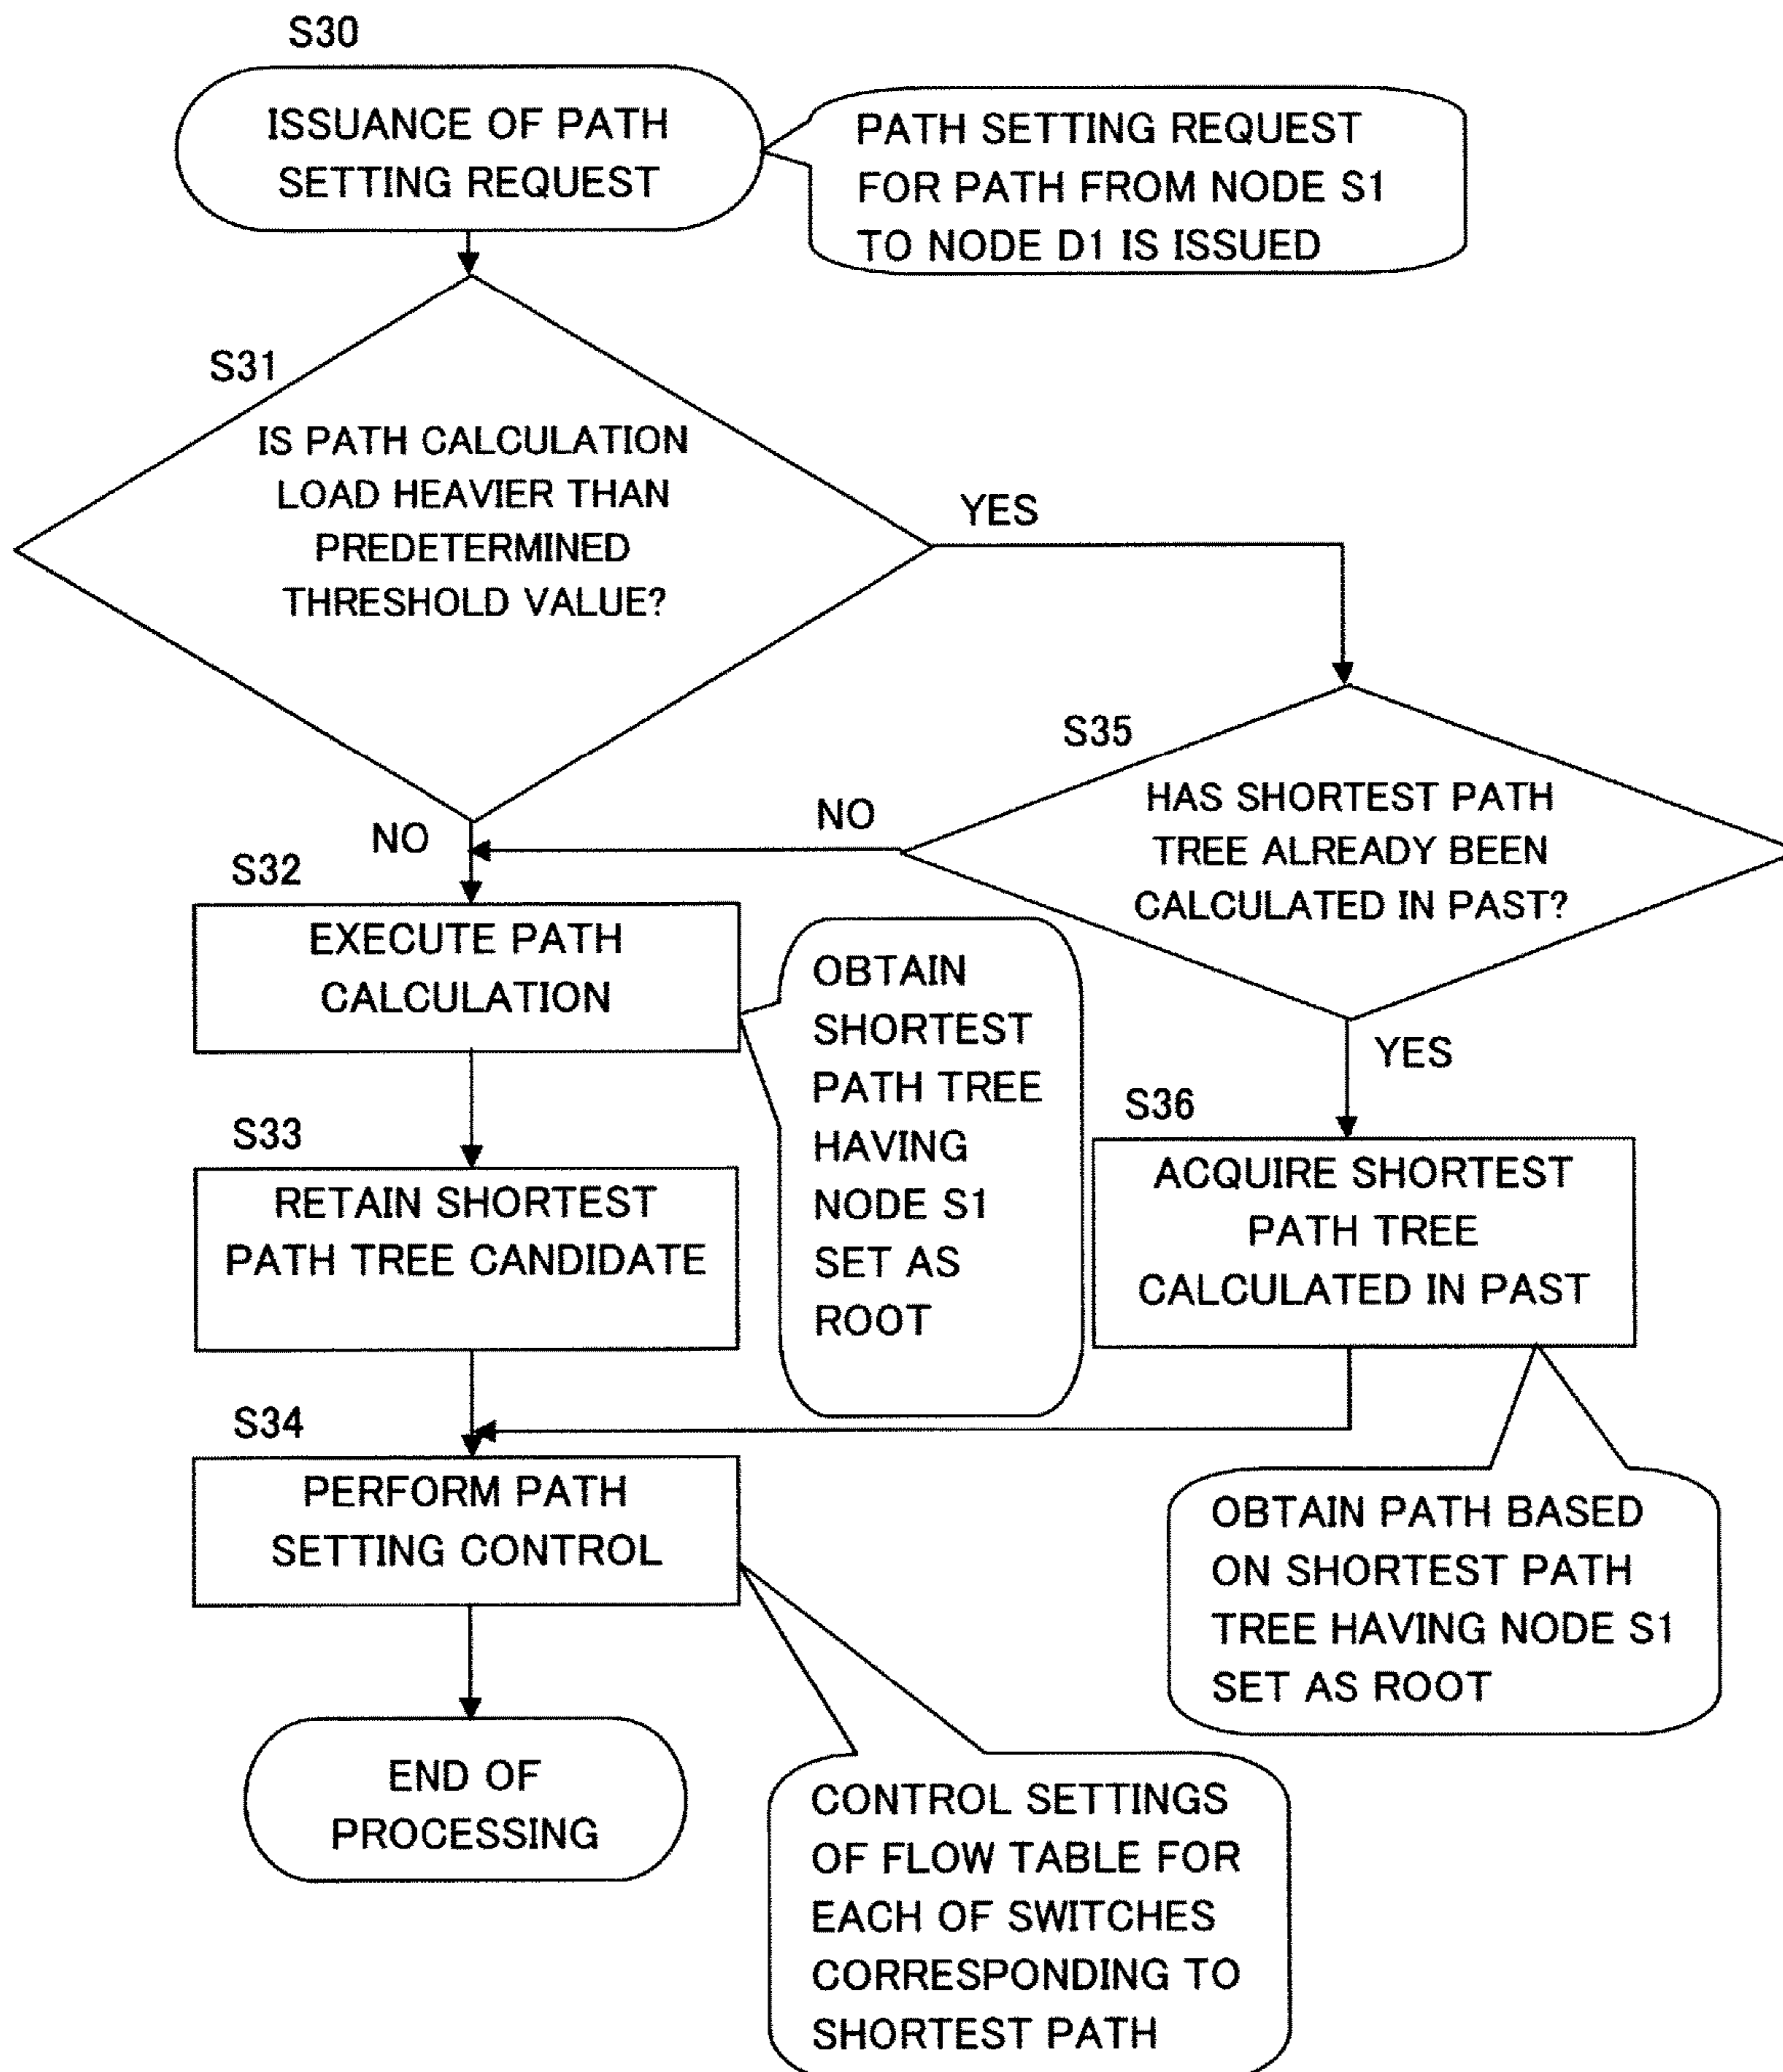 S30
ISSUANCE OF PATH
SETTING REQUEST
PATH SETTING REQUEST
FOR PATH FROM NODE S1
TO NODE D1 IS ISSUED
S31
IS PATH CALCULATION
LOAD HEAVIER THAN
PREDETERMINED
THRESHOLD VALUE?
YES
NO
S35
HAS SHORTEST PATH
TREE ALREADY BEEN
CALCULATED IN PAST?
NO
YES
S32
EXECUTE PATH
CALCULATION
OBTAIN
SHORTEST
PATH TREE
HAVING
NODE S1
SET AS
ROOT
S33
RETAIN SHORTEST
PATH TREE CANDIDATE
S36
ACQUIRE SHORTEST
PATH TREE
CALCULATED IN PAST
OBTAIN PATH BASED
ON SHORTEST PATH
TREE HAVING NODE S1
SET AS ROOT
S34
PERFORM PATH
SETTING CONTROL
CONTROL SETTINGS
OF FLOW TABLE FOR
EACH OF SWITCHES
CORRESPONDING TO
SHORTEST PATH
END OF
PROCESSING